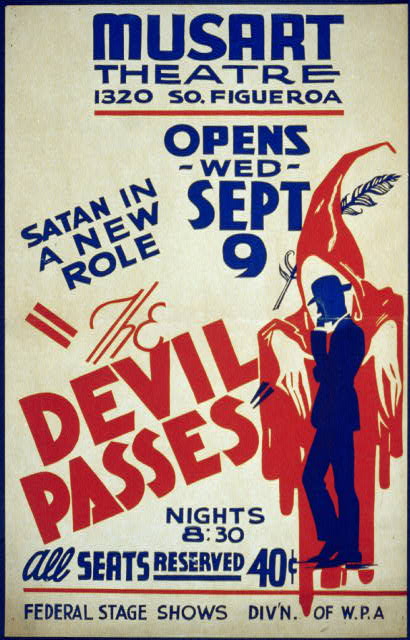 MUSART
THEATRE
1320 SO. FIGUEROA
OPENS
-WED-
SEPT
9
SATAN IN
A NEW
ROLE
"The
DEVIL
PASSES"
NIGHTS
8:30
All SEATS RESERVED 40¢
FEDERAL STAGE SHOWS DIV'N. OF W.P.A